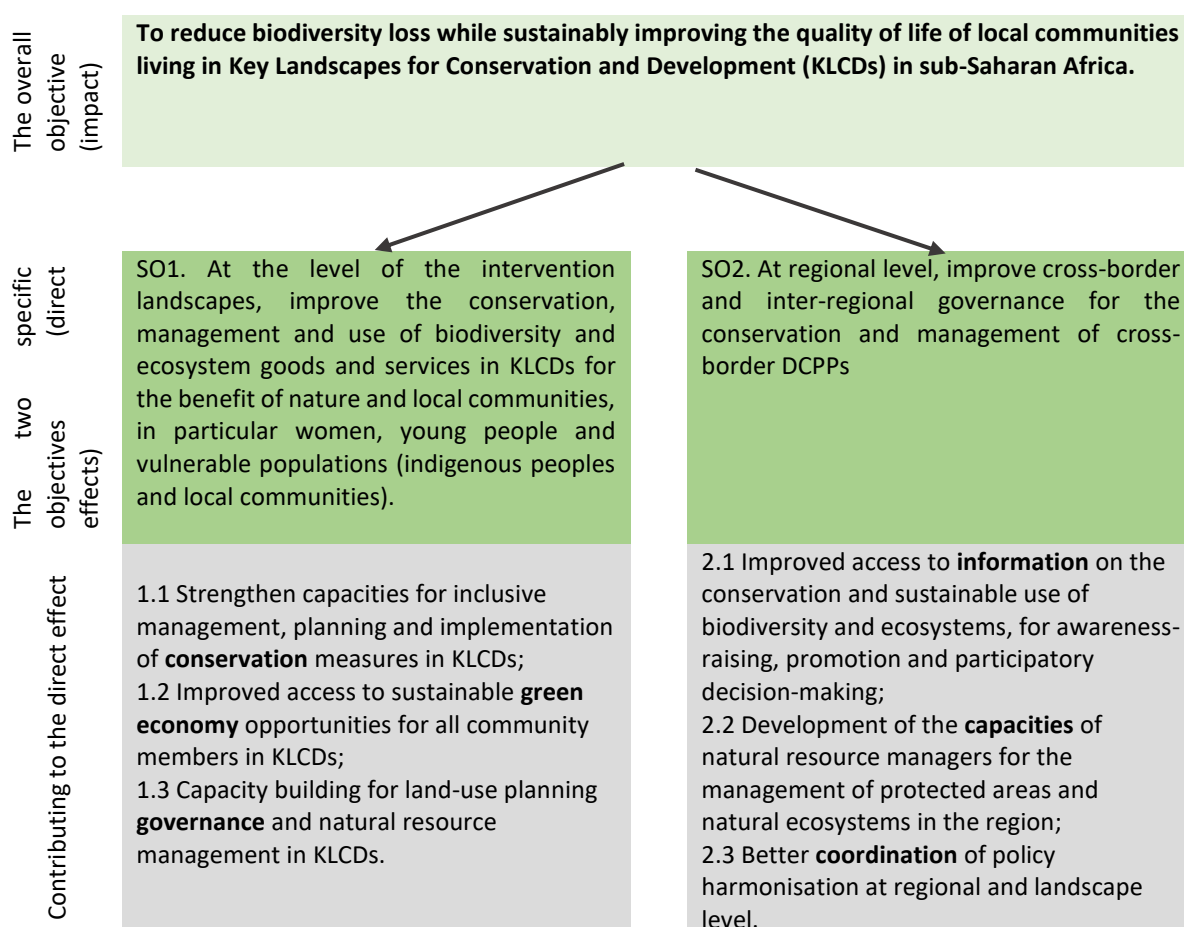 The overall
objective
(impact)
To reduce biodiversity loss while sustainably improving the quality of life of local communities
living in Key Landscapes for Conservation and Development (KLCDs) in sub-Saharan Africa.
The two specific
objectives (direct
effects)
SO1. At the level of the intervention
landscapes, improve the conservation,
management and use of biodiversity and
ecosystem goods and services in KLCDs for
the benefit of nature and local communities,
in particular women, young people and
vulnerable populations (indigenous peoples
and local communities).
SO2. At regional level, improve cross-border
and inter-regional governance for the
conservation and management of cross-
border DCPPs
Contributing to the direct effect
1.1 Strengthen capacities for inclusive
management, planning and implementation
of conservation measures in KLCDs;
1.2 Improved access to sustainable green
economy opportunities for all community
members in KLCDs;
1.3 Capacity building for land-use planning
governance and natural resource
management in KLCDs.
2.1 Improved access to information on the
conservation and sustainable use of
biodiversity and ecosystems, for awareness-
raising, promotion and participatory
decision-making;
2.2 Development of the capacities of
natural resource managers for the
management of protected areas and
natural ecosystems in the region;
2.3 Better coordination of policy
harmonisation at regional and landscape
level.